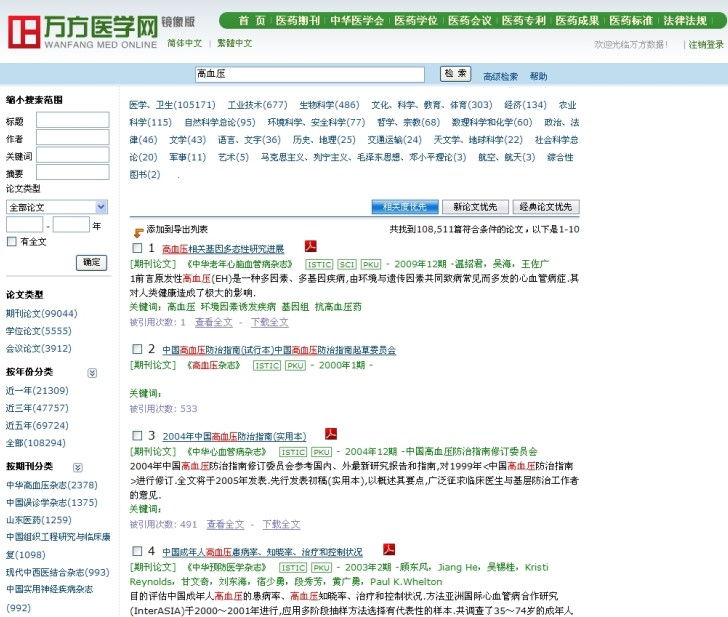 万方医学网 镜像版
WANFANG MED ONLINE 简体中文 | 繁體中文
首 页 | 医药期刊 | 中华医学会 | 医药学位 | 医药会议 | 医药专利 | 医药成果 | 医药标准 | 法律法规
欢迎光临万方数据! | 注销登录
高血压 检 索 高级检索 帮助
缩小搜索范围
标题
作者
关键词
摘要
论文类型
全部论文
- 年
有全文
确定
论文类型
期刊论文(99044)
学位论文(5555)
会议论文(3912)
按年份分类
近一年(21309)
近三年(47757)
近五年(69724)
全部(108294)
按期刊分类
中华高血压杂志(2378)
中国误诊学杂志(1375)
山东医药(1259)
中国组织工程研究与临床康
复(1098)
现代中西医结合杂志(993)
中国实用神经疾病杂志
(992)
医学、卫生(105171) 工业技术(677) 生物科学(486) 文化、科学、教育、体育(303) 经济(134) 农业
科学(115) 自然科学总论(95) 环境科学、安全科学(77) 哲学、宗教(68) 数理科学和化学(60) 政治、法
律(46) 文学(43) 语言、文字(36) 历史、地理(25) 交通运输(24) 天文学、地球科学(22) 社会科学总
论(20) 军事(11) 艺术(5) 马克思主义、列宁主义、毛泽东思想、邓小平理论(3) 航空、航天(3) 综合性
图书(2) .
相关度优先 新论文优先 经典论文优先
添加到导出列表 共找到108,511篇符合条件的论文，以下是1-10
1 高血压相关基因多态性研究进展
[期刊论文] 《中华老年心脑血管病杂志》 ISTIC SCI PKU - 2009年12期 -温绍君，吴海，王佐广
1前言原发性高血压(EH)是一种多因素、多基因疾病,由环境与遗传因素共同致病常见而多发的心血管病症.其
对人类健康造成了极大的影响.
关键词：高血压 环境因素诱发疾病 基因组 抗高血压药
被引用次数: 1 查看全文 - 下载全文
2 中国高血压防治指南(试行本)中国高血压防治指南起草委员会
[期刊论文] 《高血压杂志》 ISTIC PKU - 2000年1期 -
关键词：
被引用次数: 533
3 2004年中国高血压防治指南(实用本)
[期刊论文] 《中华心血管病杂志》 ISTIC PKU - 2004年12期 -中国高血压防治指南修订委员会
2004年中国高血压防治指南修订委员会参考国内、外最新研究报告和指南,对1999年<中国高血压防治指南
>进行修订.全文将于2005年发表.先行发表初稿(实用本),以概述其要点,广泛征求临床医生与基层防治工作者
的意见.
关键词：
被引用次数: 491 查看全文 - 下载全文
4 中国成年人高血压患病率、知晓率、治疗和控制状况
[期刊论文] 《中华预防医学杂志》 ISTIC PKU - 2003年2期 -顾东风，Jiang He，吴锡桂，Kristi
Reynolds，甘文奇，刘东海，宿少勇，段秀芳，黄广勇，Paul K.Whelton
目的评估中国成年人高血压的患病率、高血压知晓率、治疗和控制状况.方法亚洲国际心血管病合作研究
(InterASIA)于2000～2001年进行,应用多阶段抽样方法选择有代表性的样本.共调查了35～74岁的成年人